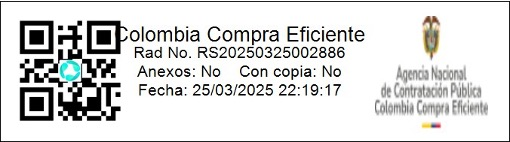 Colombia Compra Eficiente
Rad No. RS20250325002886
Anexos: No Con copia: No
Fecha: 25/03/2025 22:19:17
Agencia Nacional
de Contratación Pública
Colombia Compra Eficiente